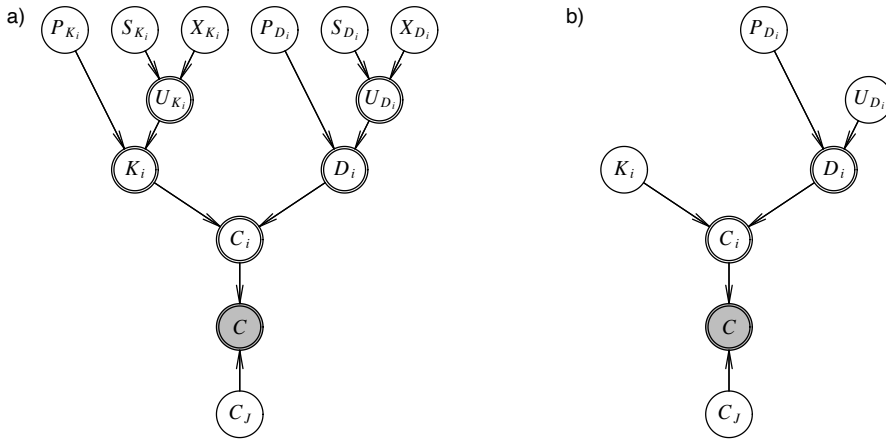 a)
P_{K_i} S_{K_i} X_{K_i} P_{D_i} S_{D_i} X_{D_i}
U_{K_i} U_{D_i}
K_i D_i
C_i
C
C_J
b)
P_{D_i}
U_{D_i}
K_i D_i
C_i
C
C_J